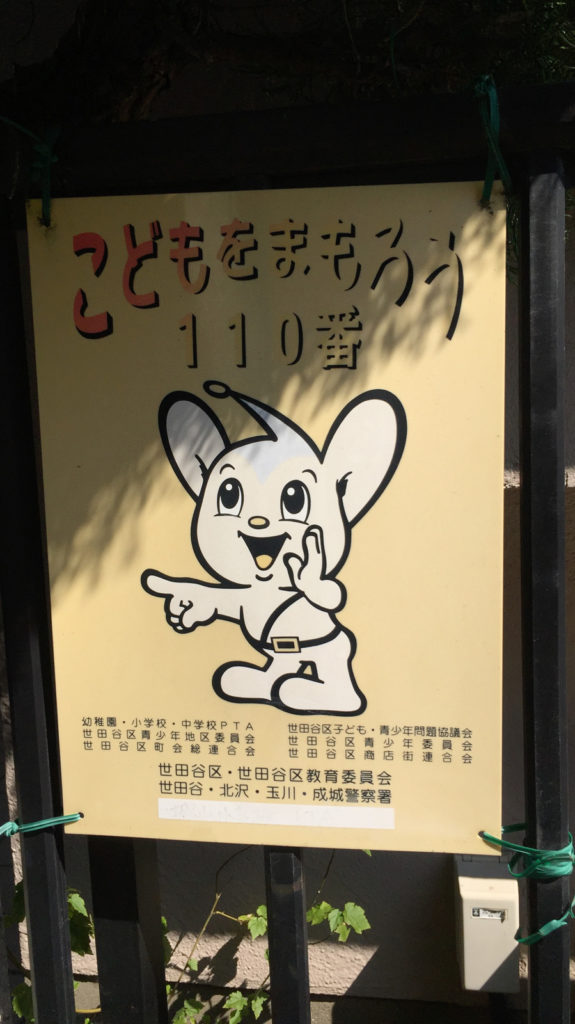 こどもをまもろう
110番
幼稚園・小学校・中学校PTA
世田谷区青少年地区委員会
世田谷区町会総連合会
世田谷区子ども・青少年問題協議会
世田谷区青少年委員会
世田谷区商店街連合会
世田谷区・世田谷区教育委員会
世田谷・北沢・玉川・成城警察署